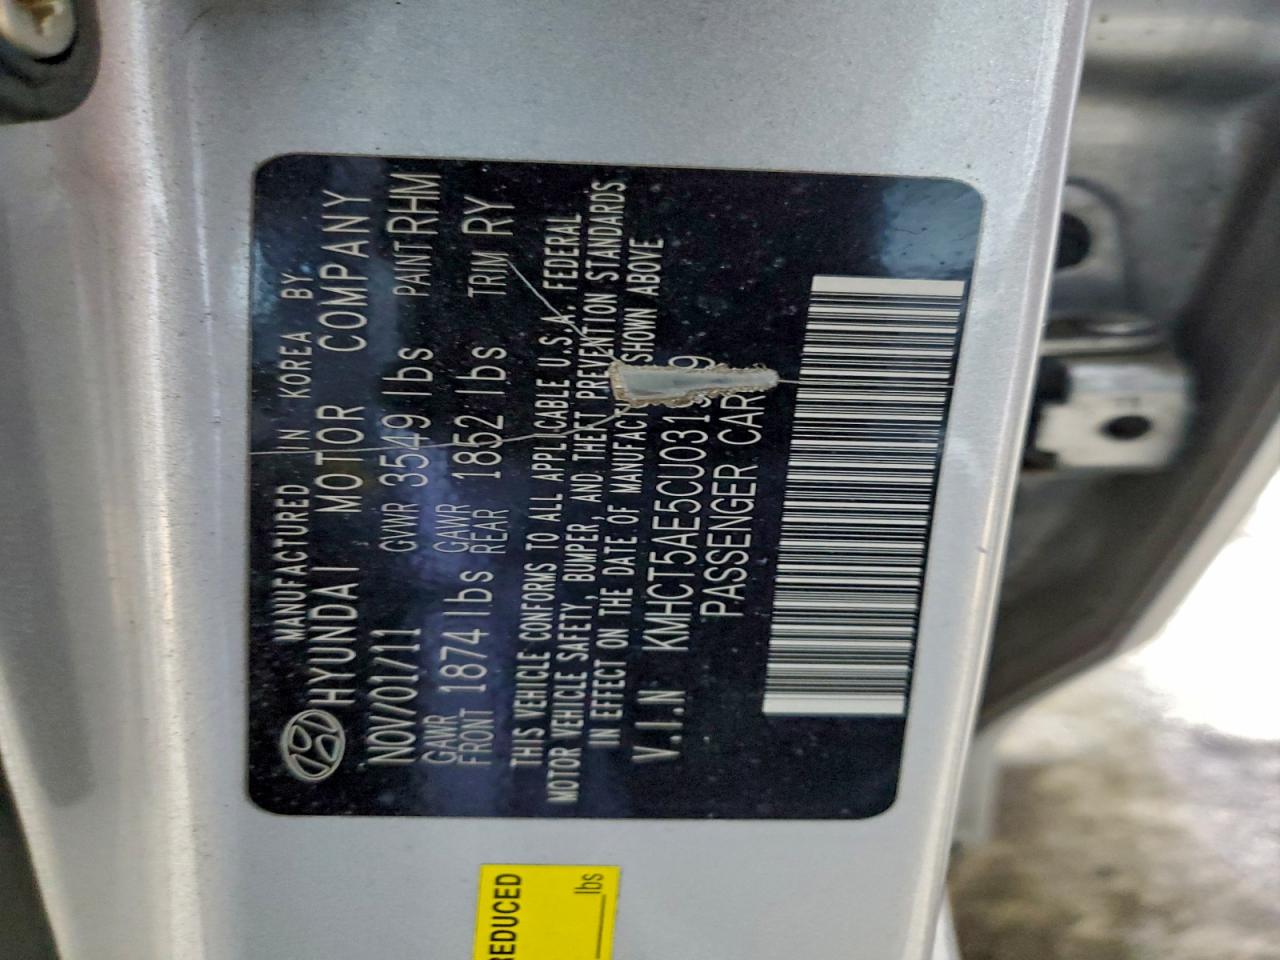 MANUFACTURED IN KOREA BY
HYUNDAI MOTOR COMPANY
NOV/01/11 GVWR 3549 lbs PAINT RHM
GAWR FRONT 1874 lbs GAWR REAR 1852 lbs TRIM RY
THIS VEHICLE CONFORMS TO ALL APPLICABLE U.S.A. FEDERAL
MOTOR VEHICLE SAFETY, BUMPER, AND THEFT PREVENTION STANDARDS
IN EFFECT ON THE DATE OF MANUFACT SHOWN ABOVE
V.I.N
PASSENGER CAR
REDUCED
lbs